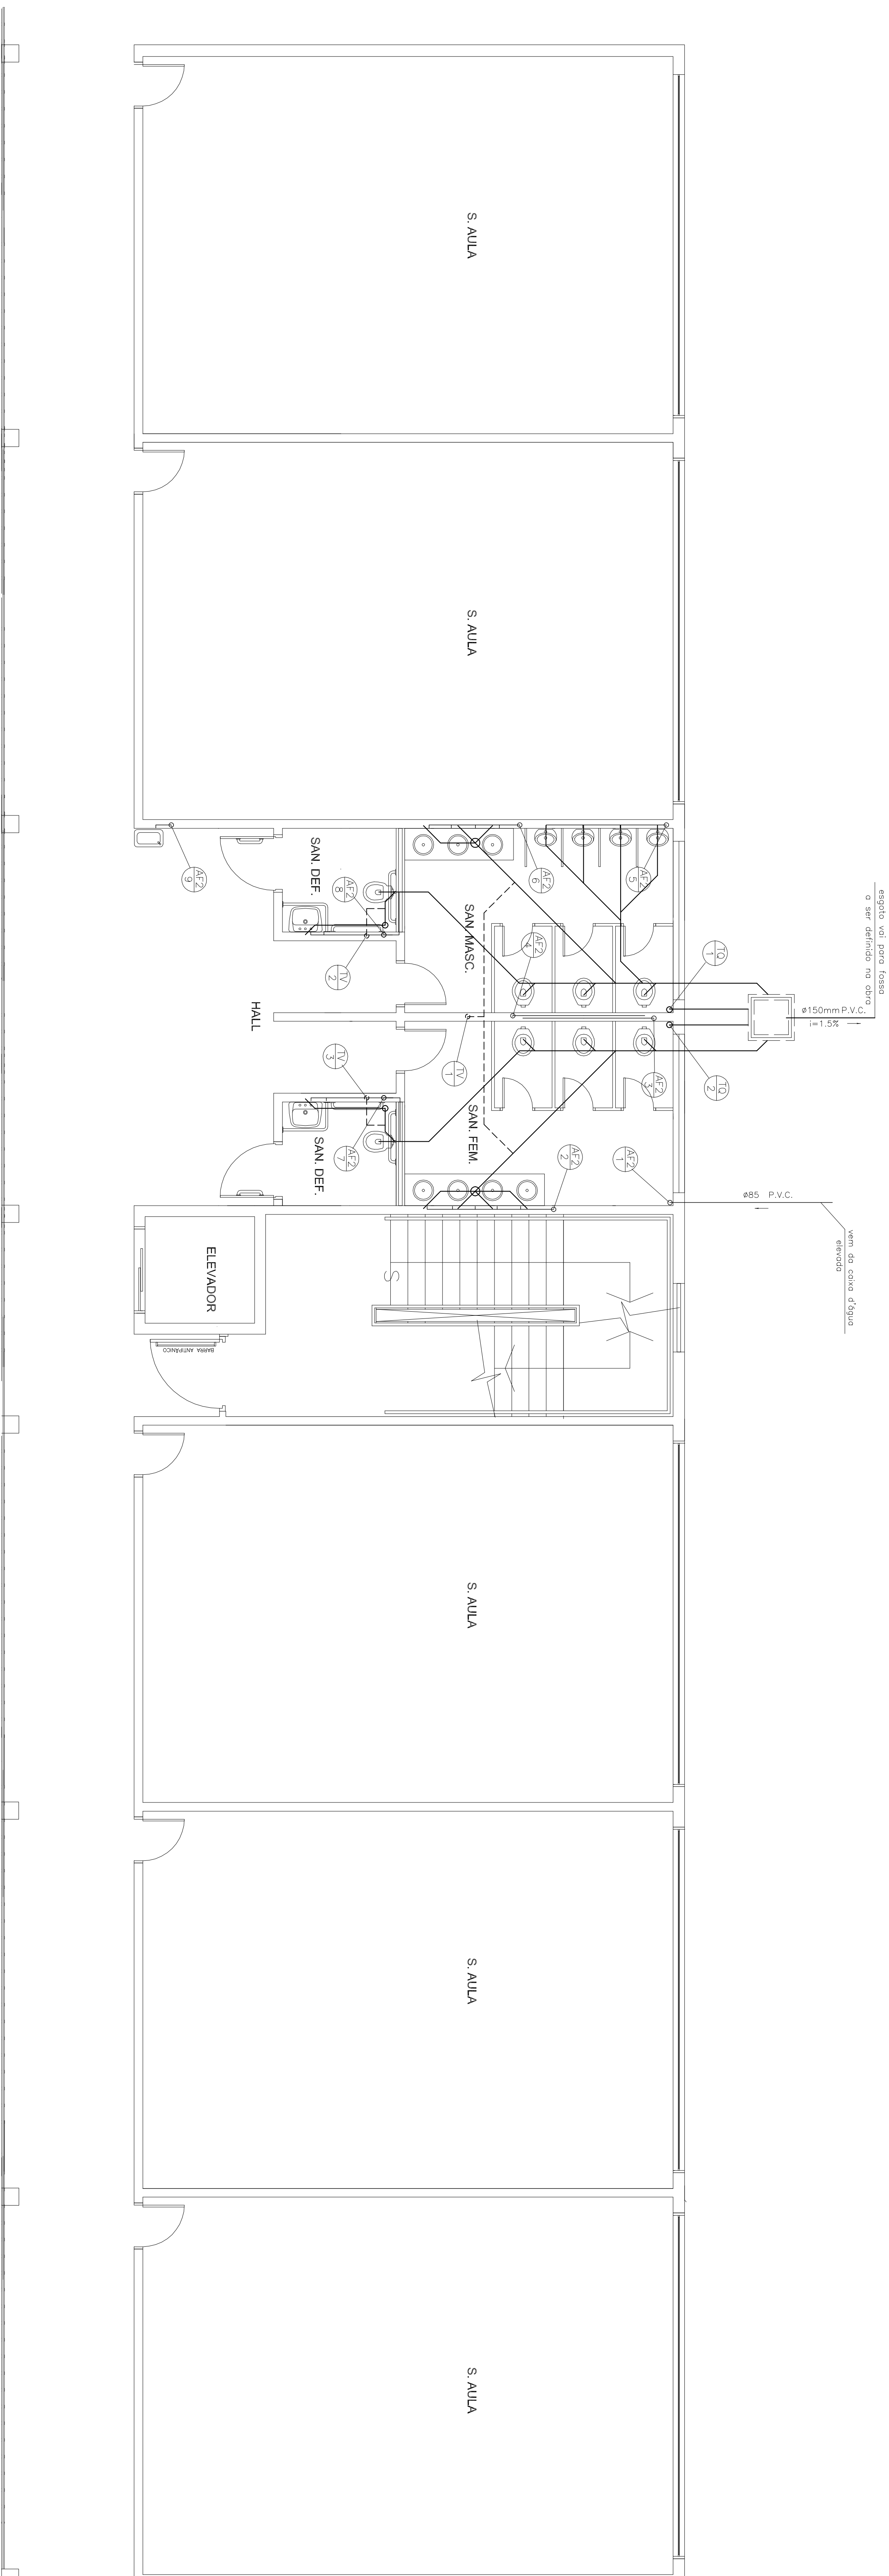 S. AULA
S. AULA
esgoto vai para fossa
a ser definido na obra
ø150mm P.V.C.
i=1.5%
AF2
5
AF2
6
AF2
9
SAN. DEF.
AF2
8
SAN. MASC.
AF2
4
TQ
1
TV
2
HALL
TV
1
TV
3
AF2
3
TQ
2
SAN. FEM.
AF2
7
SAN. DEF.
AF2
2
AF2
1
ø85 P.V.C.
vem da caixa d'água
elevada
ELEVADOR
S
BARRA ANTIPÂNICO
S. AULA
S. AULA
S. AULA